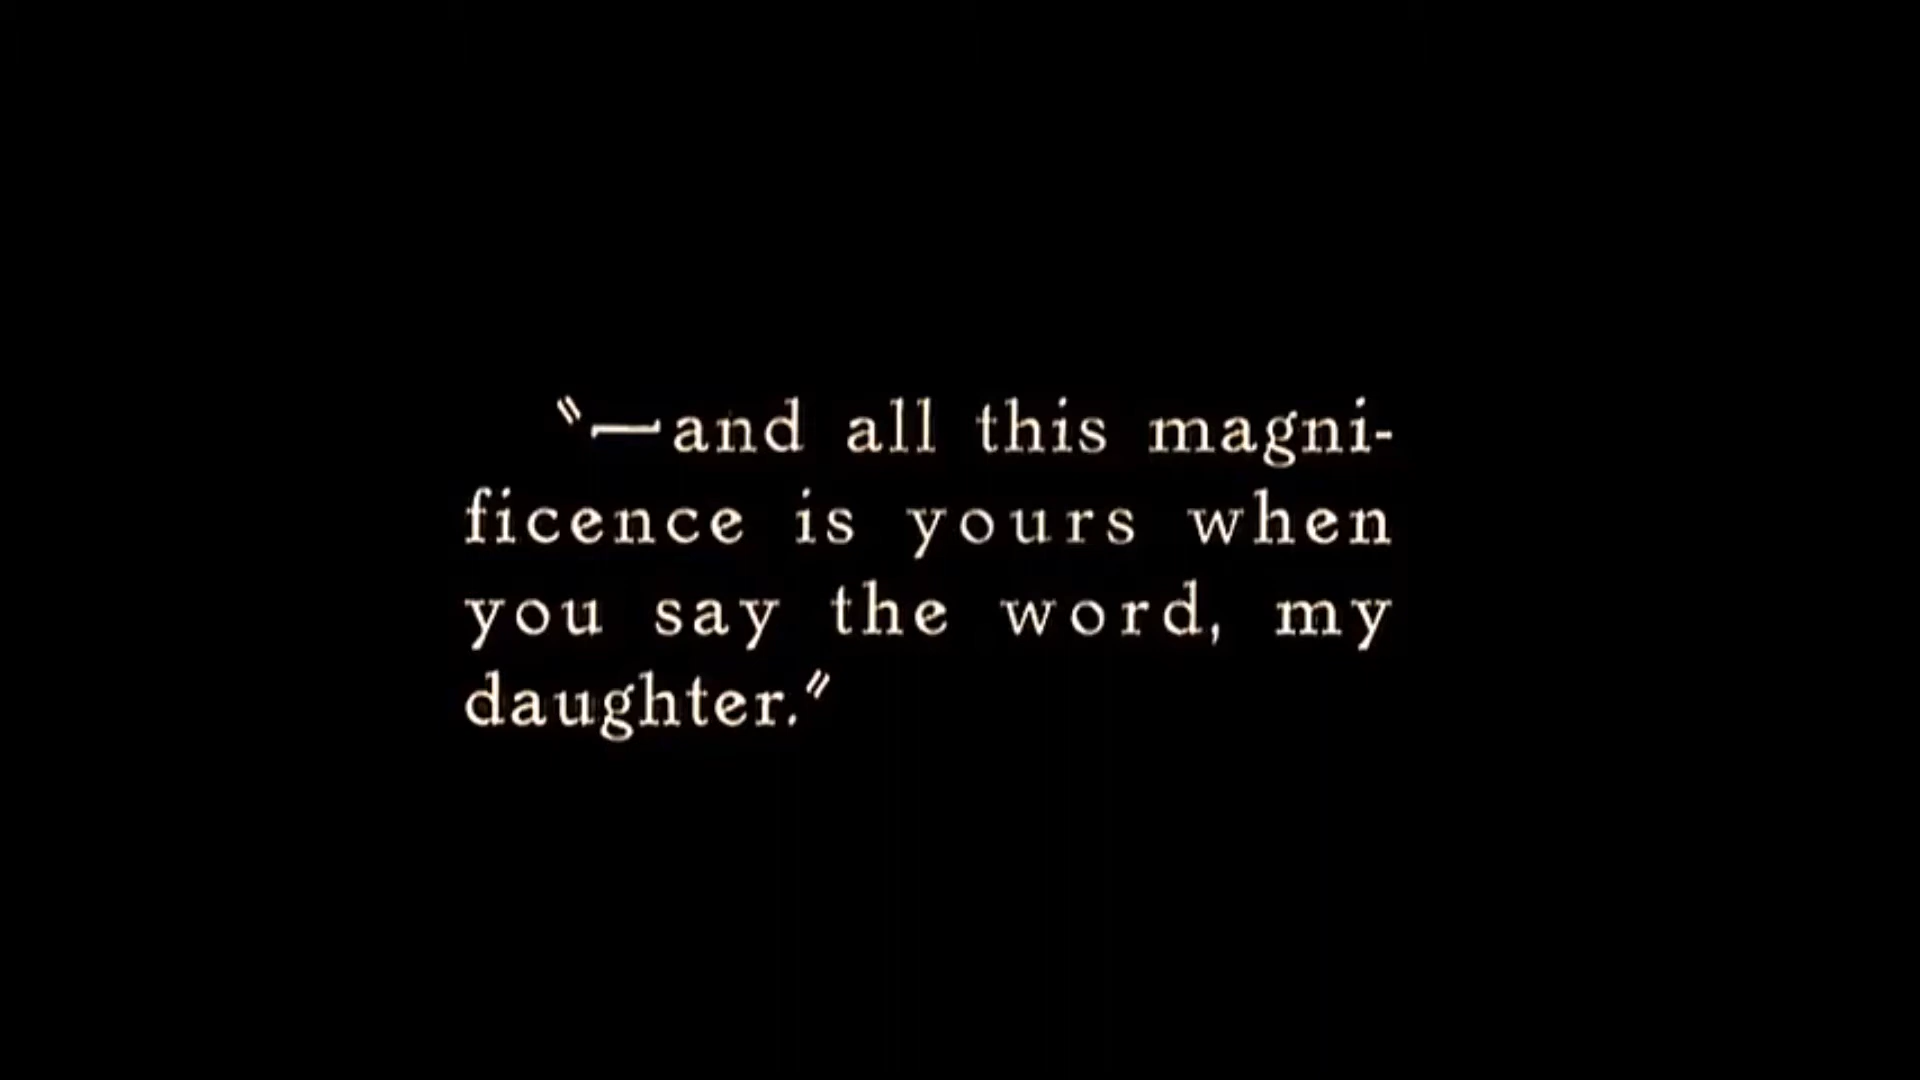 "—and all this magni-
ficence is yours when
you say the word, my
daughter."